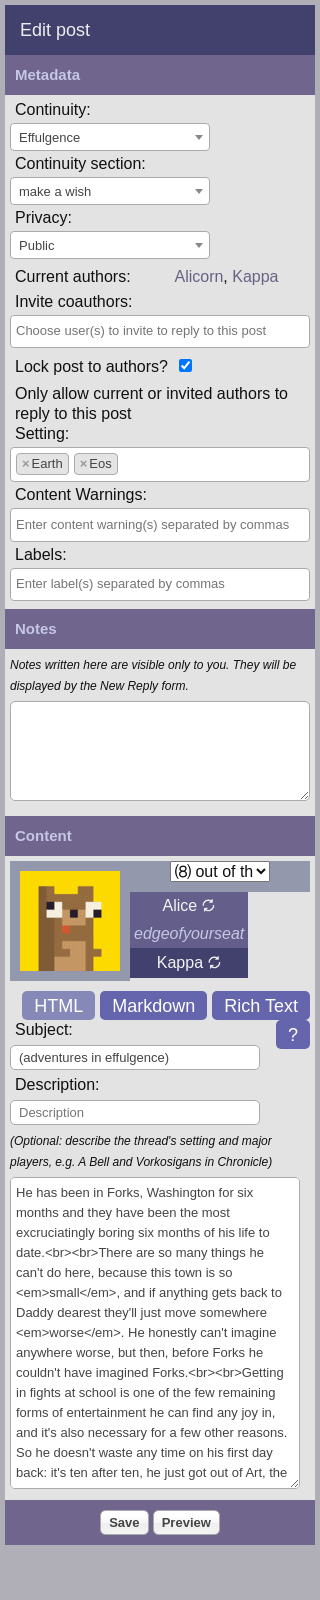 Edit post
Metadata
Continuity:
Effulgence
Continuity section:
make a wish
Privacy:
Public
Current authors: Alicorn, Kappa
Invite coauthors:
Choose user(s) to invite to reply to this post
Lock post to authors?
Only allow current or invited authors to
reply to this post
Setting:
×Earth ×Eos
Content Warnings:
Enter content warning(s) separated by commas
Labels:
Enter label(s) separated by commas
Notes
Notes written here are visible only to you. They will be
displayed by the New Reply form.
Content
(8) out of th
Alice
edgeofyourseat
Kappa
HTML Markdown Rich Text
?
Subject:
(adventures in effulgence)
Description:
Description
(Optional: describe the thread's setting and major
players, e.g. A Bell and Vorkosigans in Chronicle)
He has been in Forks, Washington for six
months and they have been the most
excruciatingly boring six months of his life to
date.<br><br>There are so many things he
can't do here, because this town is so
<em>small</em>, and if anything gets back to
Daddy dearest they'll just move somewhere
<em>worse</em>. He honestly can't imagine
anywhere worse, but then, before Forks he
couldn't have imagined Forks.<br><br>Getting
in fights at school is one of the few remaining
forms of entertainment he can find any joy in,
and it's also necessary for a few other reasons.
So he doesn't waste any time on his first day
back: it's ten after ten, he just got out of Art, the
Save Preview